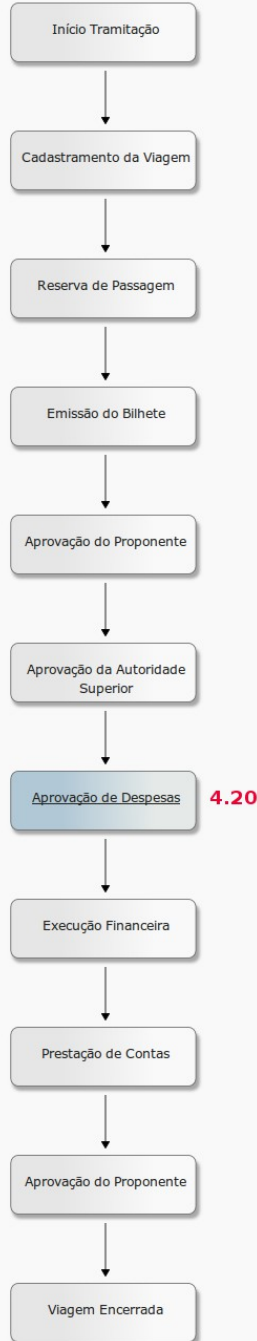 Início Tramitação
Cadastramento da Viagem
Reserva de Passagem
Emissão do Bilhete
Aprovação do Proponente
Aprovação da Autoridade
Superior
Aprovação de Despesas 4.20
Execução Financeira
Prestação de Contas
Aprovação do Proponente
Viagem Encerrada